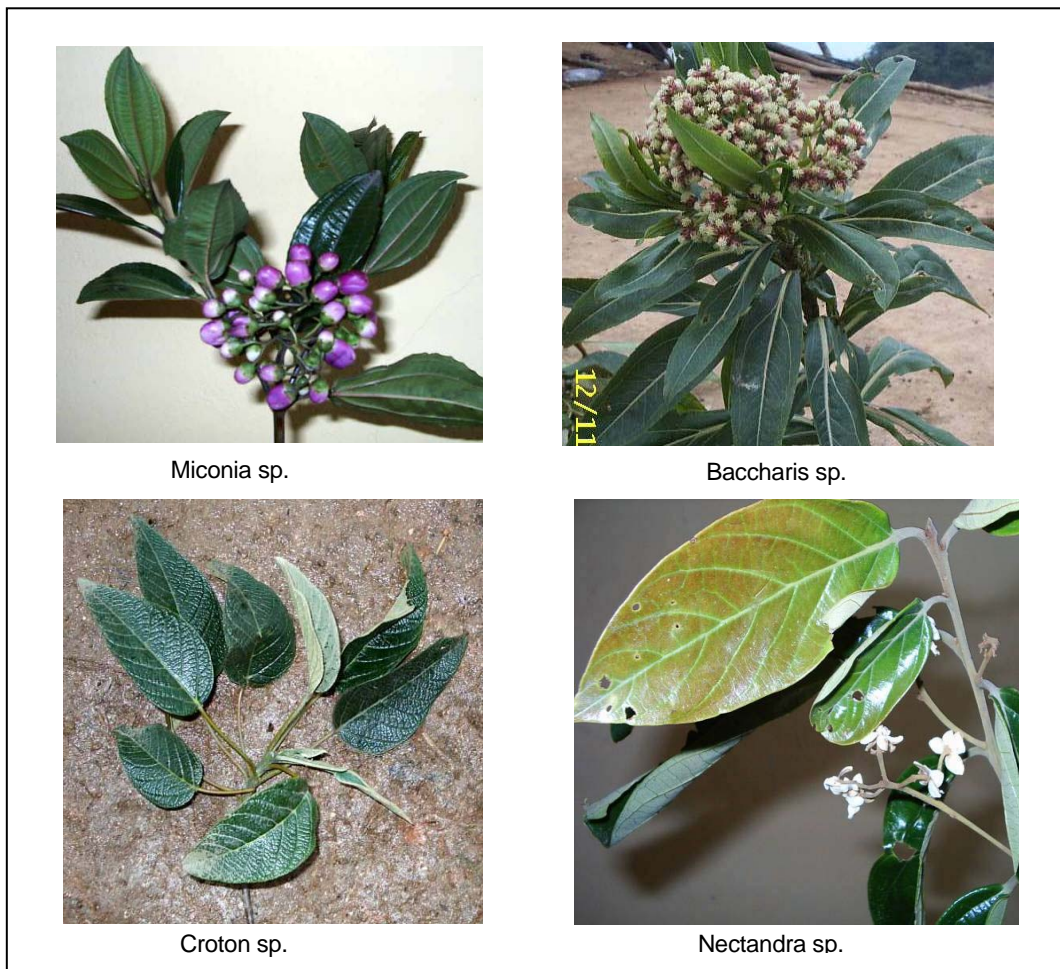 12/11
Miconia sp.
Baccharis sp.
Croton sp.
Nectandra sp.